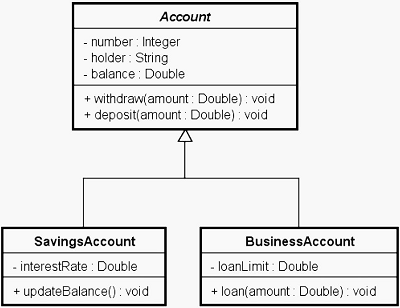 Account
- number : Integer
- holder : String
- balance : Double
+ withdraw(amount : Double) : void
+ deposit(amount : Double) : void
SavingsAccount
- interestRate : Double
+ updateBalance() : void
BusinessAccount
- loanLimit : Double
+ loan(amount : Double) : void